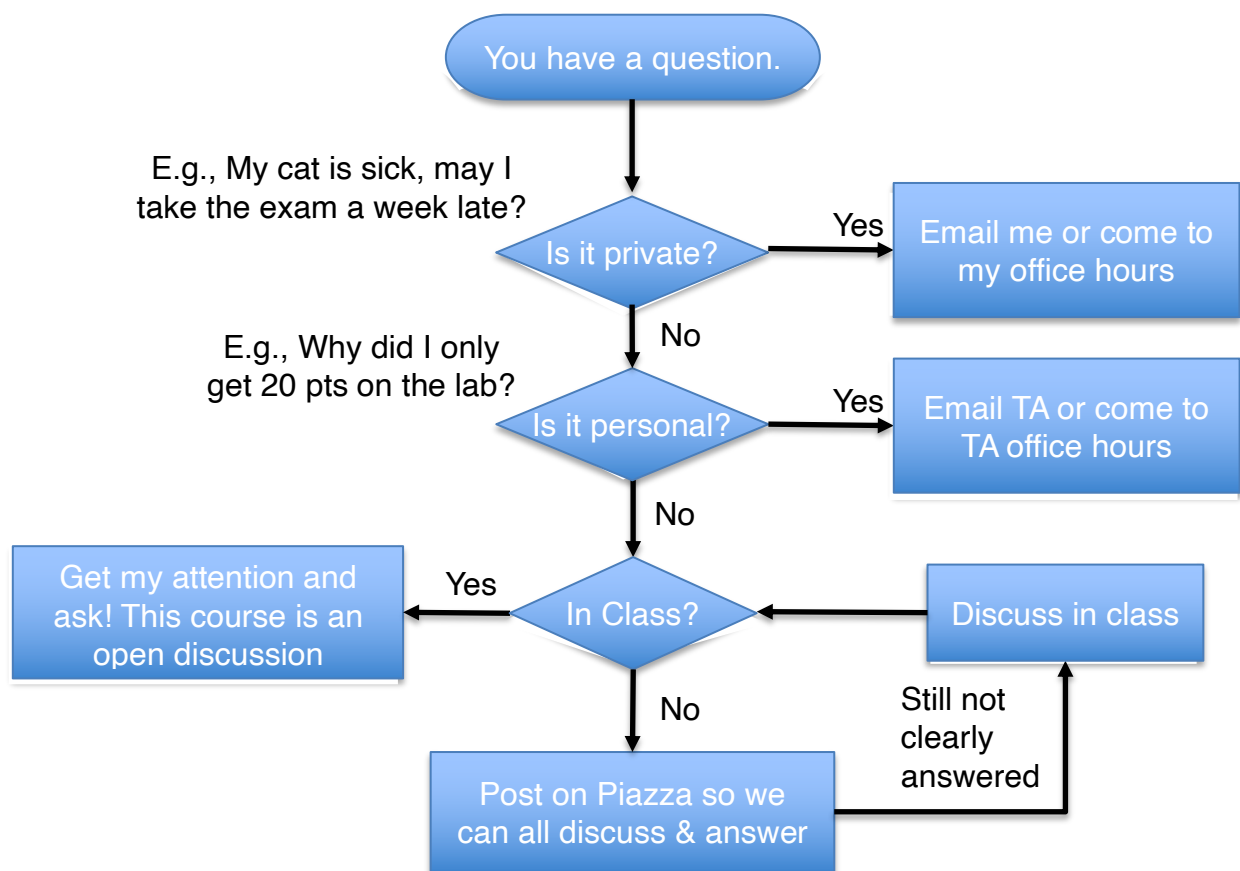 You have a question.
E.g., My cat is sick, may I
take the exam a week late?
Is it private?
Yes
Email me or come to
my office hours
No
E.g., Why did I only
get 20 pts on the lab?
Is it personal?
Yes
Email TA or come to
TA office hours
No
Get my attention and
ask! This course is an
open discussion
Yes
In Class?
Discuss in class
No
Still not
clearly
answered
Post on Piazza so we
can all discuss & answer